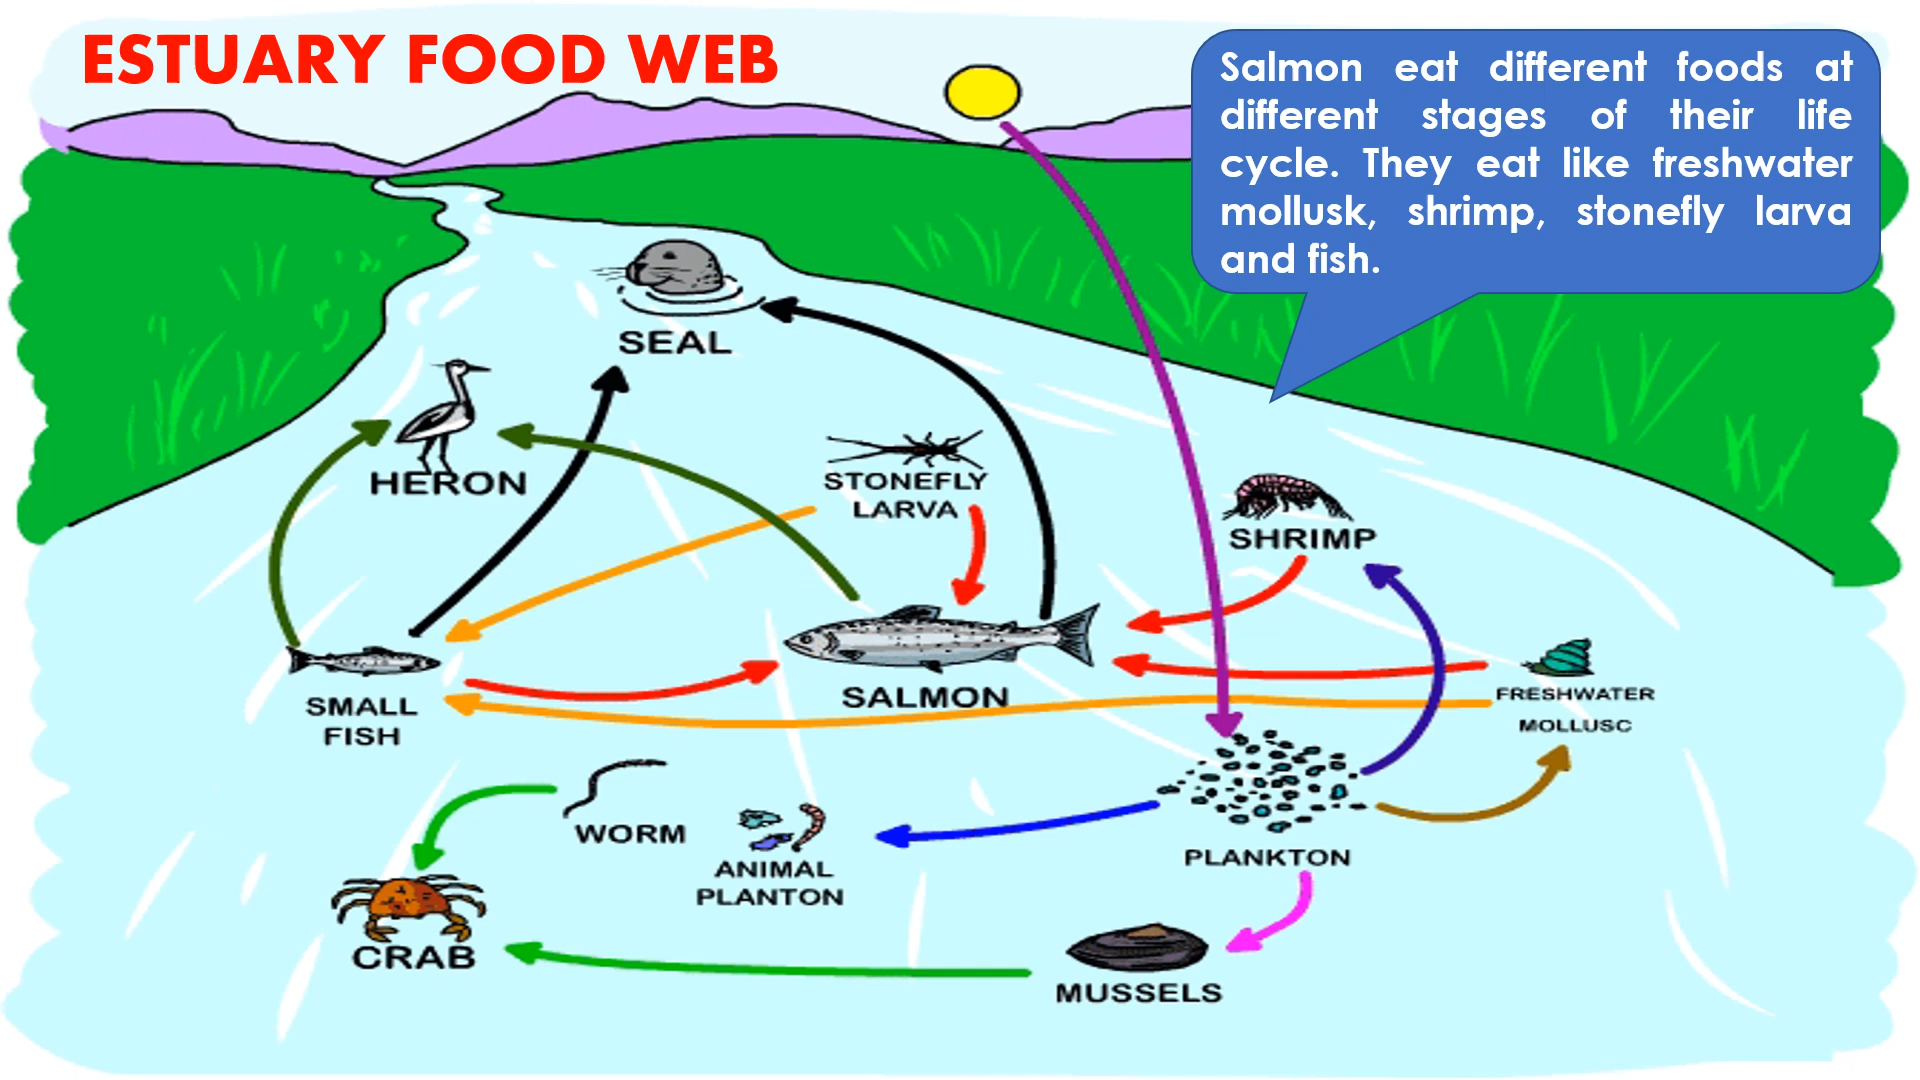 ESTUARY FOOD WEB
Salmon eat different foods at
different stages of their life
cycle. They eat like freshwater
mollusk, shrimp, stonefly larva
and fish.
SEAL
HERON
STONEFLY
LARVA
SHRIMP
SMALL
FISH
SALMON
FRESHWATER
MOLLUSC
WORM
ANIMAL
PLANTON
PLANKTON
CRAB
MUSSELS